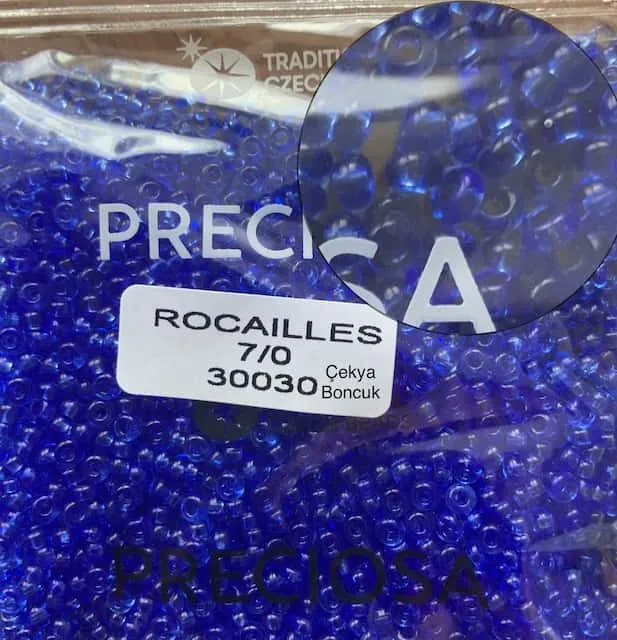 TRADITI
CZECH
PRECIOSA
ROCAILLES
7/0
30030
Çekya
Boncuk
PRECIOSA